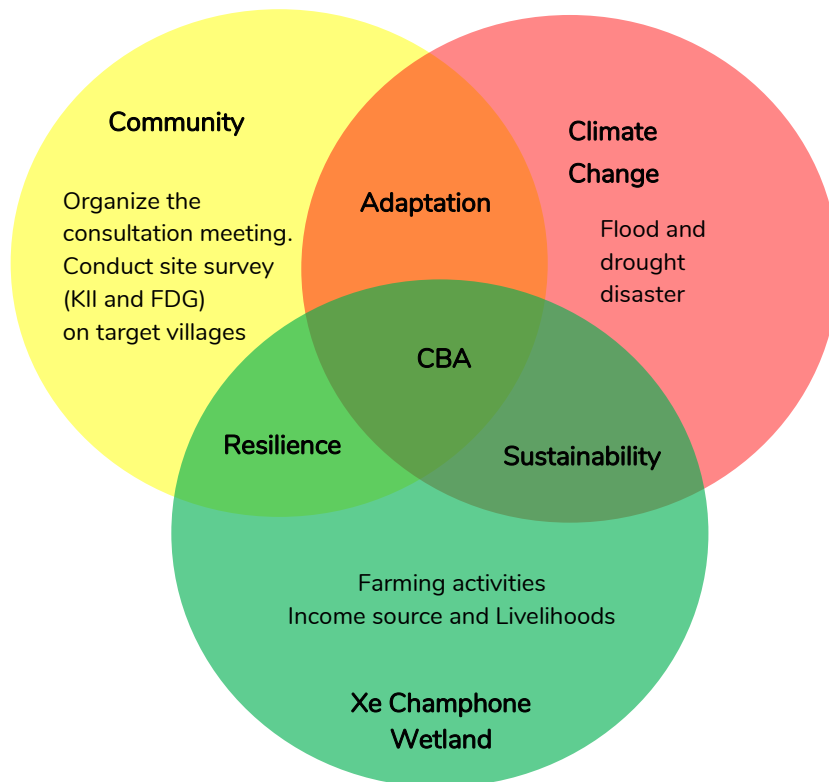 Community
Organize the
consultation meeting.
Conduct site survey
(KII and FDG)
on target villages
Adaptation
Climate
Change
Flood and
drought
disaster
CBA
Resilience
Sustainability
Farming activities
Income source and Livelihoods
Xe Champhone
Wetland